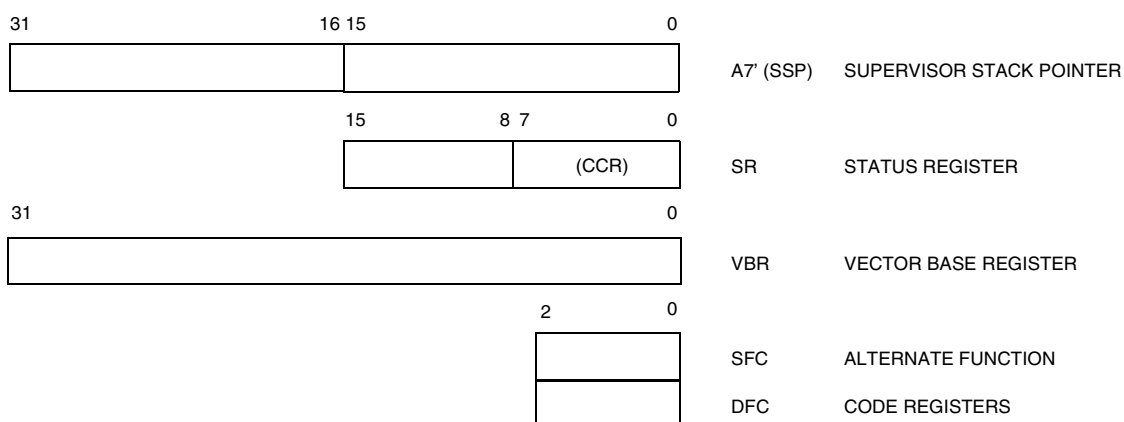 31 16 15 0
A7' (SSP) SUPERVISOR STACK POINTER
15 8 7 0
(CCR) SR STATUS REGISTER
31 0
VBR VECTOR BASE REGISTER
2 0
SFC ALTERNATE FUNCTION
DFC CODE REGISTERS